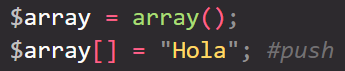 $array = array();
$array[] = "Hola"; #push